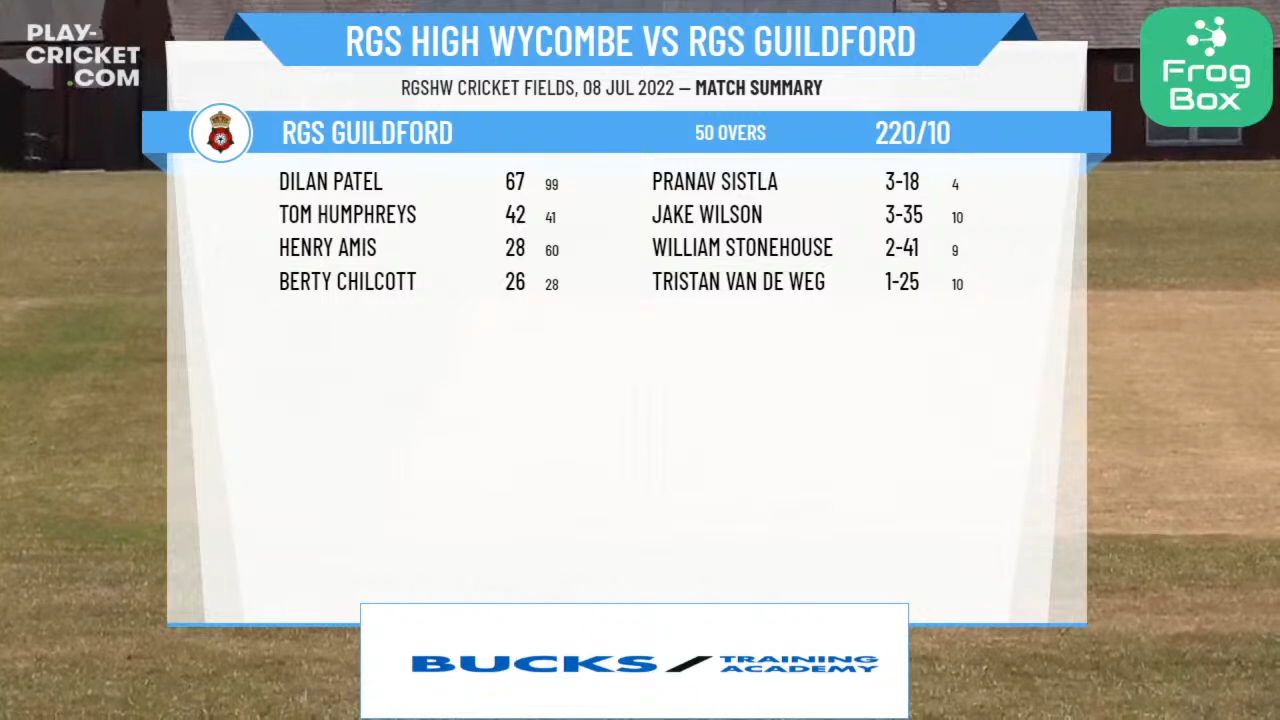 PLAY-
CRICKET
.COM
RGS HIGH WYCOMBE VS RGS GUILDFORD
Frog
Box
RGSHW CRICKET FIELDS, 08 JUL 2022 – MATCH SUMMARY
RGS GUILDFORD 50 OVERS 220/10
DILAN PATEL 67 99 PRANAV SISTLA 3-18 4
TOM HUMPHREYS 42 41 JAKE WILSON 3-35 10
HENRY AMIS 28 60 WILLIAM STONEHOUSE 2-41 9
BERTY CHILCOTT 26 28 TRISTAN VAN DE WEG 1-25 10
BUCKS TRAINING
ACADEMY